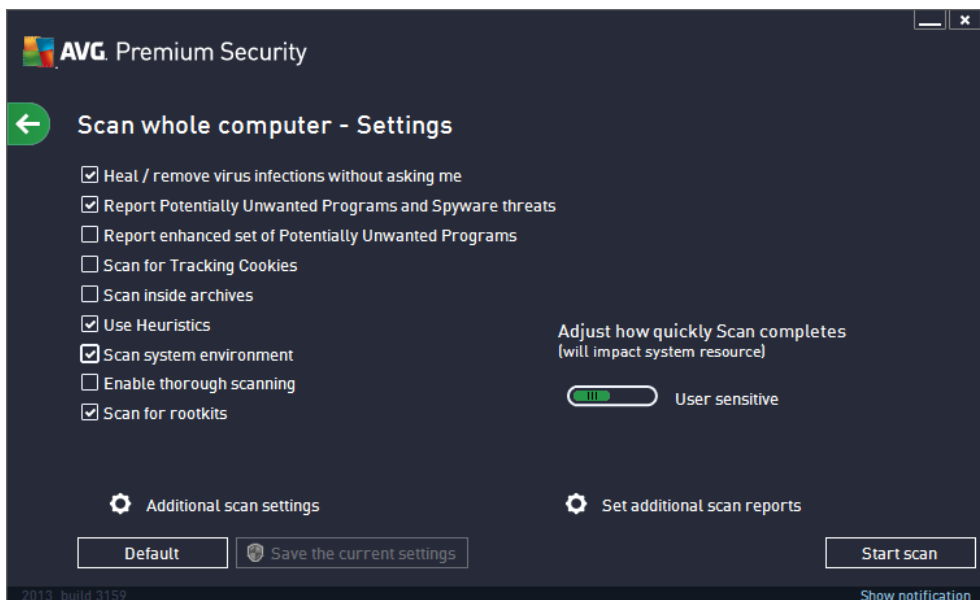 AVG. Premium Security
Scan whole computer - Settings
Heal / remove virus infections without asking me
Report Potentially Unwanted Programs and Spyware threats
Report enhanced set of Potentially Unwanted Programs
Scan for Tracking Cookies
Scan inside archives
Use Heuristics
Scan system environment
Enable thorough scanning
Scan for rootkits
Adjust how quickly Scan completes
(will impact system resource)
User sensitive
Additional scan settings
Set additional scan reports
Default
Save the current settings
Start scan
2013 build 3159
Show notification